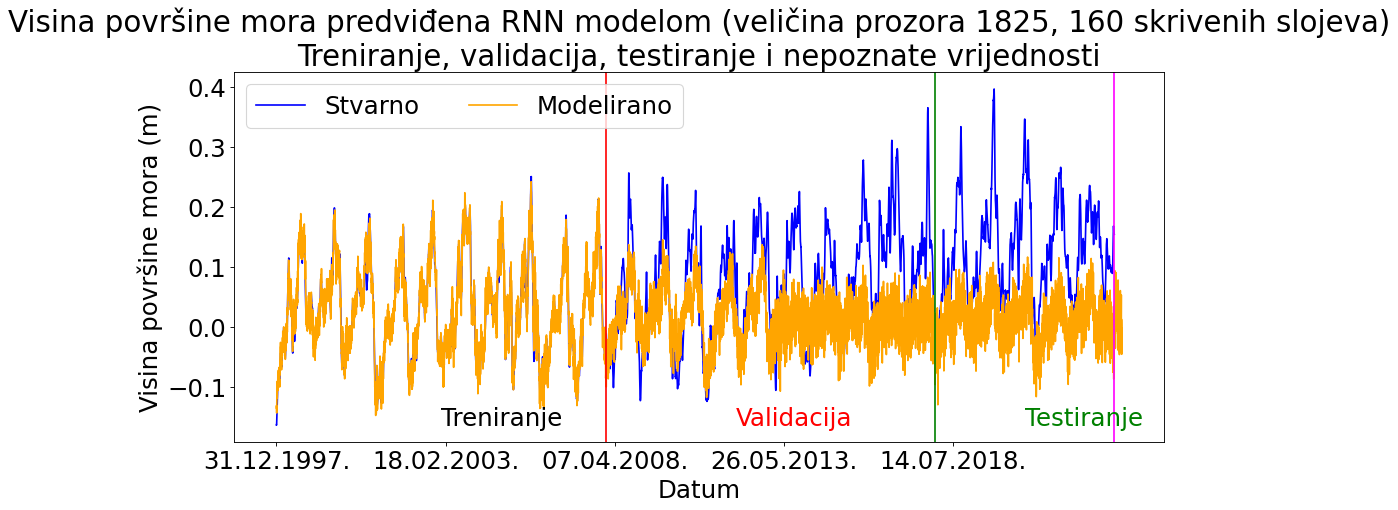 Visina površine mora predviđena RNN modelom (veličina prozora 1825, 160 skrivenih slojeva)
Treniranje, validacija, testiranje i nepoznate vrijednosti
Stvarno Modelirano
Visina površine mora (m)
0.4
0.3
0.2
0.1
0.0
−0.1
Treniranje Validacija Testiranje
31.12.1997. 18.02.2003. 07.04.2008. 26.05.2013. 14.07.2018.
Datum